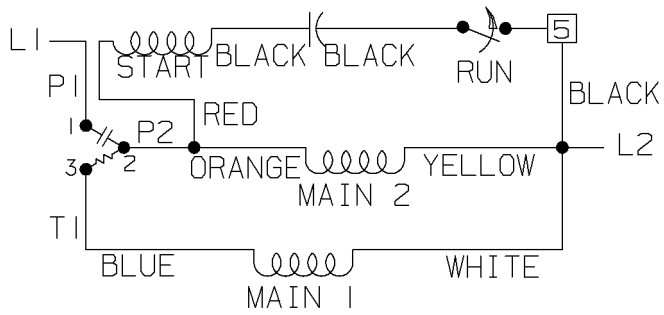 L1
5
START
BLACK
BLACK
RUN
P1
BLACK
RED
1
P2
L2
3
2
ORANGE
YELLOW
MAIN 2
T1
BLUE
WHITE
MAIN 1